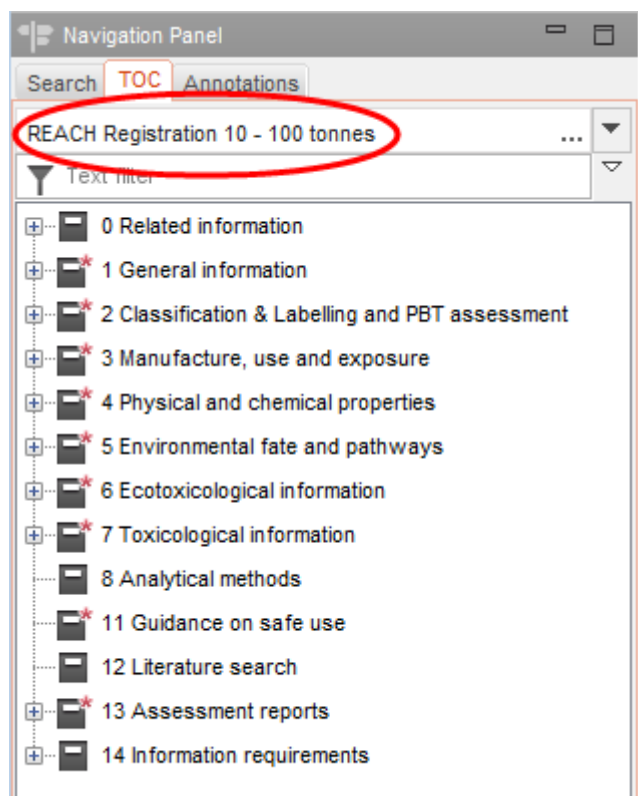 Navigation Panel
Search TOC Annotations
REACH Registration 10 - 100 tonnes ...
Text filter
0 Related information
1 General information
2 Classification & Labelling and PBT assessment
3 Manufacture, use and exposure
4 Physical and chemical properties
5 Environmental fate and pathways
6 Ecotoxicological information
7 Toxicological information
8 Analytical methods
11 Guidance on safe use
12 Literature search
13 Assessment reports
14 Information requirements